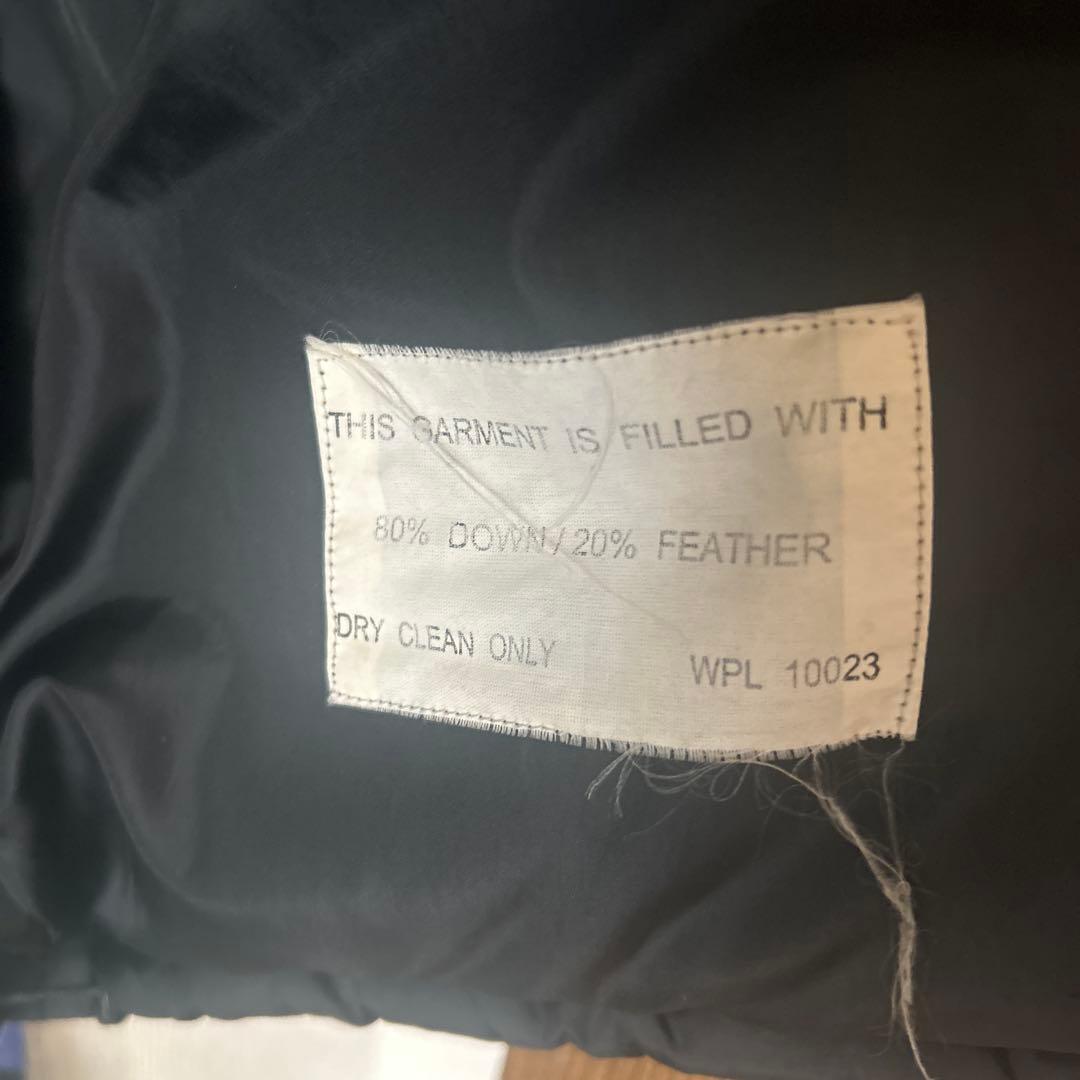 THIS GARMENT IS FILLED WITH
80% DOWN/20% FEATHER
DRY CLEAN ONLY
WPL 10023